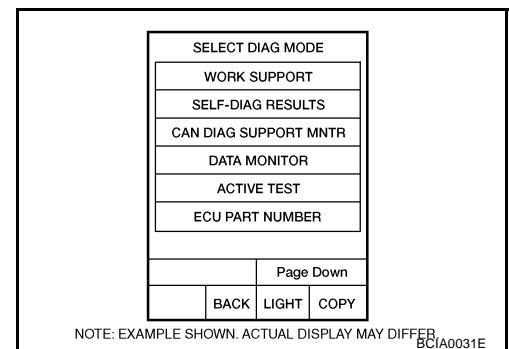 SELECT DIAG MODE
WORK SUPPORT
SELF-DIAG RESULTS
CAN DIAG SUPPORT MNTR
DATA MONITOR
ACTIVE TEST
ECU PART NUMBER
Page Down
BACK LIGHT COPY
NOTE: EXAMPLE SHOWN. ACTUAL DISPLAY MAY DIFFER.
BCIA0031E